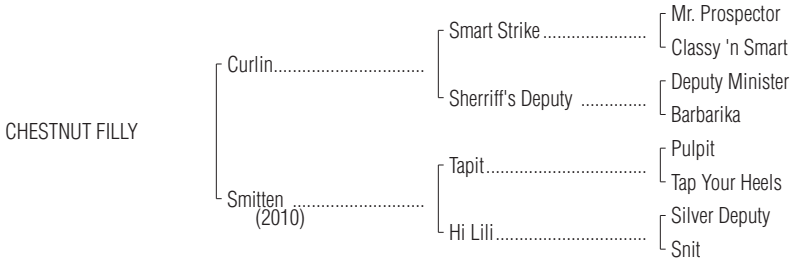 Mr. Prospector
Smart Strike
Classy 'n Smart
Curlin
Deputy Minister
Sherriff's Deputy
Barbarika
CHESTNUT FILLY
Pulpit
Tapit
Tap Your Heels
Smitten
(2010)
Silver Deputy
Hi Lili
Snit